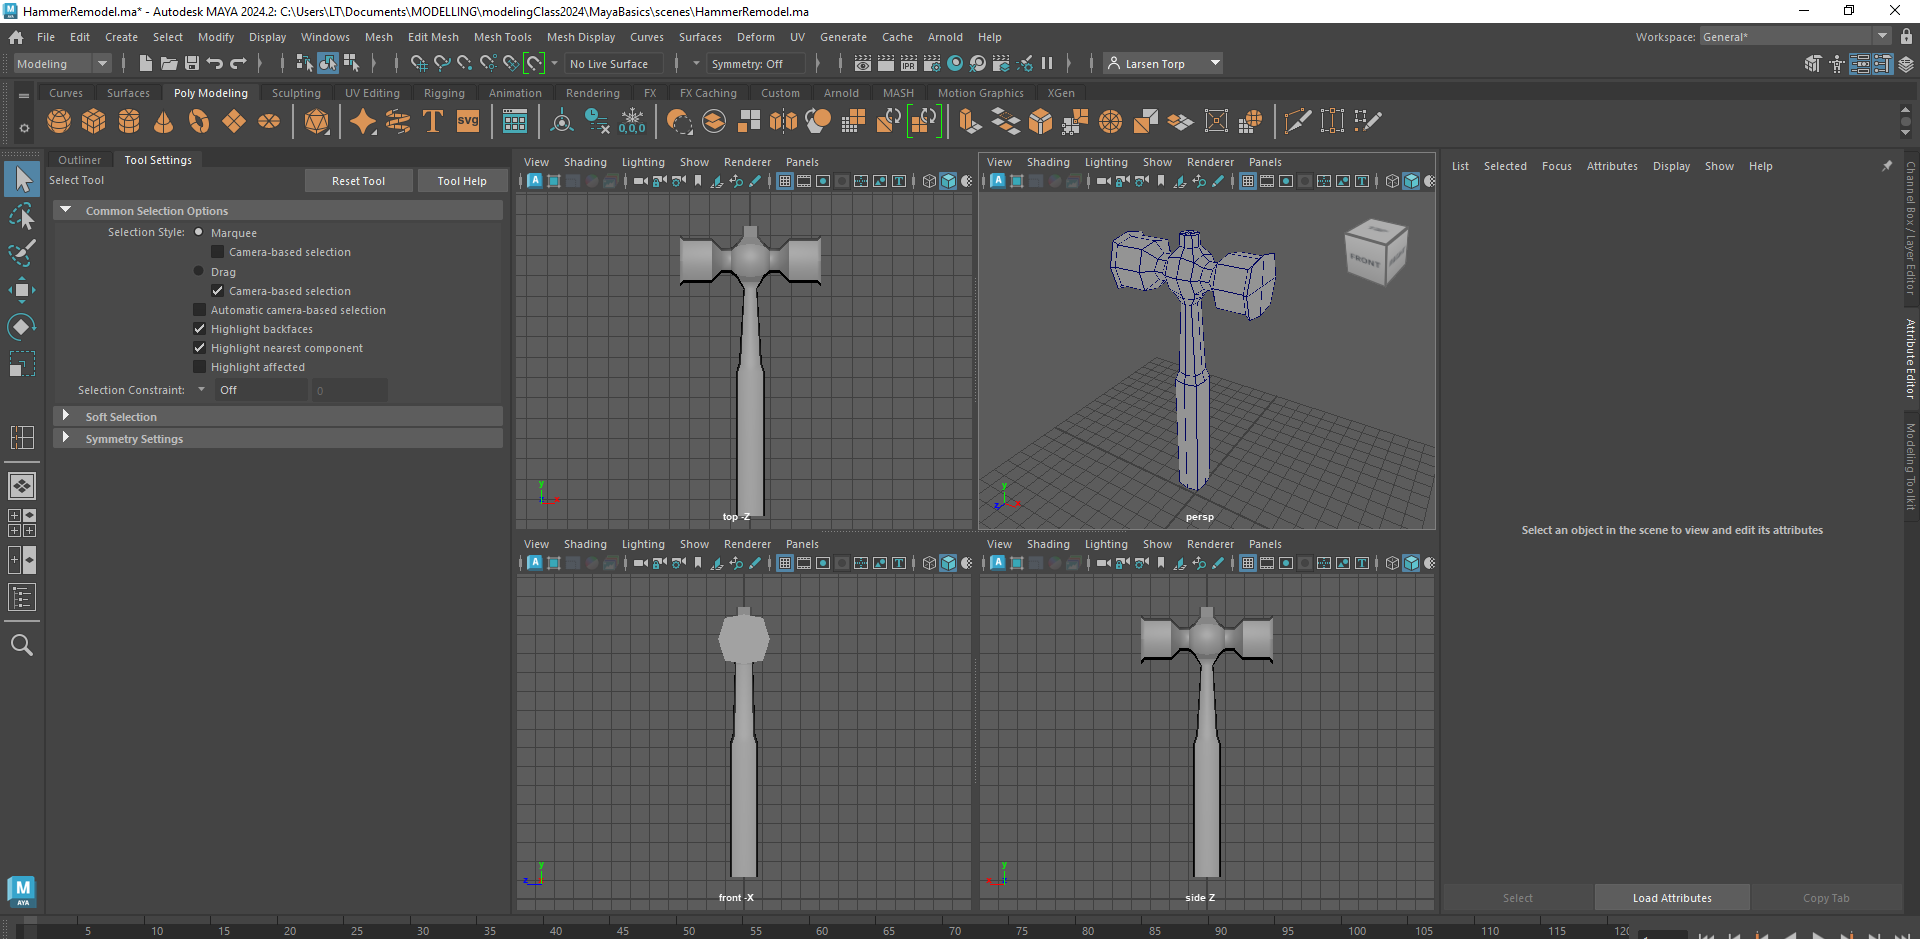 HammerRemodel.ma* - Autodesk MAYA 2024.2: C:\Users\LT\Documents\MODELLING\modelingClass2024\MayaBasics\scenes\HammerRemodel.ma
File Edit Create Select Modify Display Windows Mesh Edit Mesh Mesh Tools Mesh Display Curves Surfaces Deform UV Generate Cache Arnold Help Workspace: General*
Modeling No Live Surface Symmetry: Off IPR Larsen Torp
Curves Surfaces Poly Modeling Sculpting UV Editing Rigging Animation Rendering FX FX Caching Custom Arnold MASH Motion Graphics XGen
T svg 0,0,0
Outliner Tool Settings
Select Tool Reset Tool Tool Help
Common Selection Options
Selection Style: Marquee
Camera-based selection
Drag
Camera-based selection
Automatic camera-based selection
Highlight backfaces
Highlight nearest component
Highlight affected
Selection Constraint: Off 0
Soft Selection
Symmetry Settings
View Shading Lighting Show Renderer Panels
y
top -Z
View Shading Lighting Show Renderer Panels
FRONT
y
z
persp
View Shading Lighting Show Renderer Panels
y
z
front -X
View Shading Lighting Show Renderer Panels
y
side Z
List Selected Focus Attributes Display Show Help
Select an object in the scene to view and edit its attributes
Select Load Attributes Copy Tab
Channel Box / Layer Editor
Attribute Editor
Modeling Toolkit
M
AYA
5 10 15 20 25 30 35 40 45 50 55 60 65 70 75 80 85 90 95 100 105 110 115 120